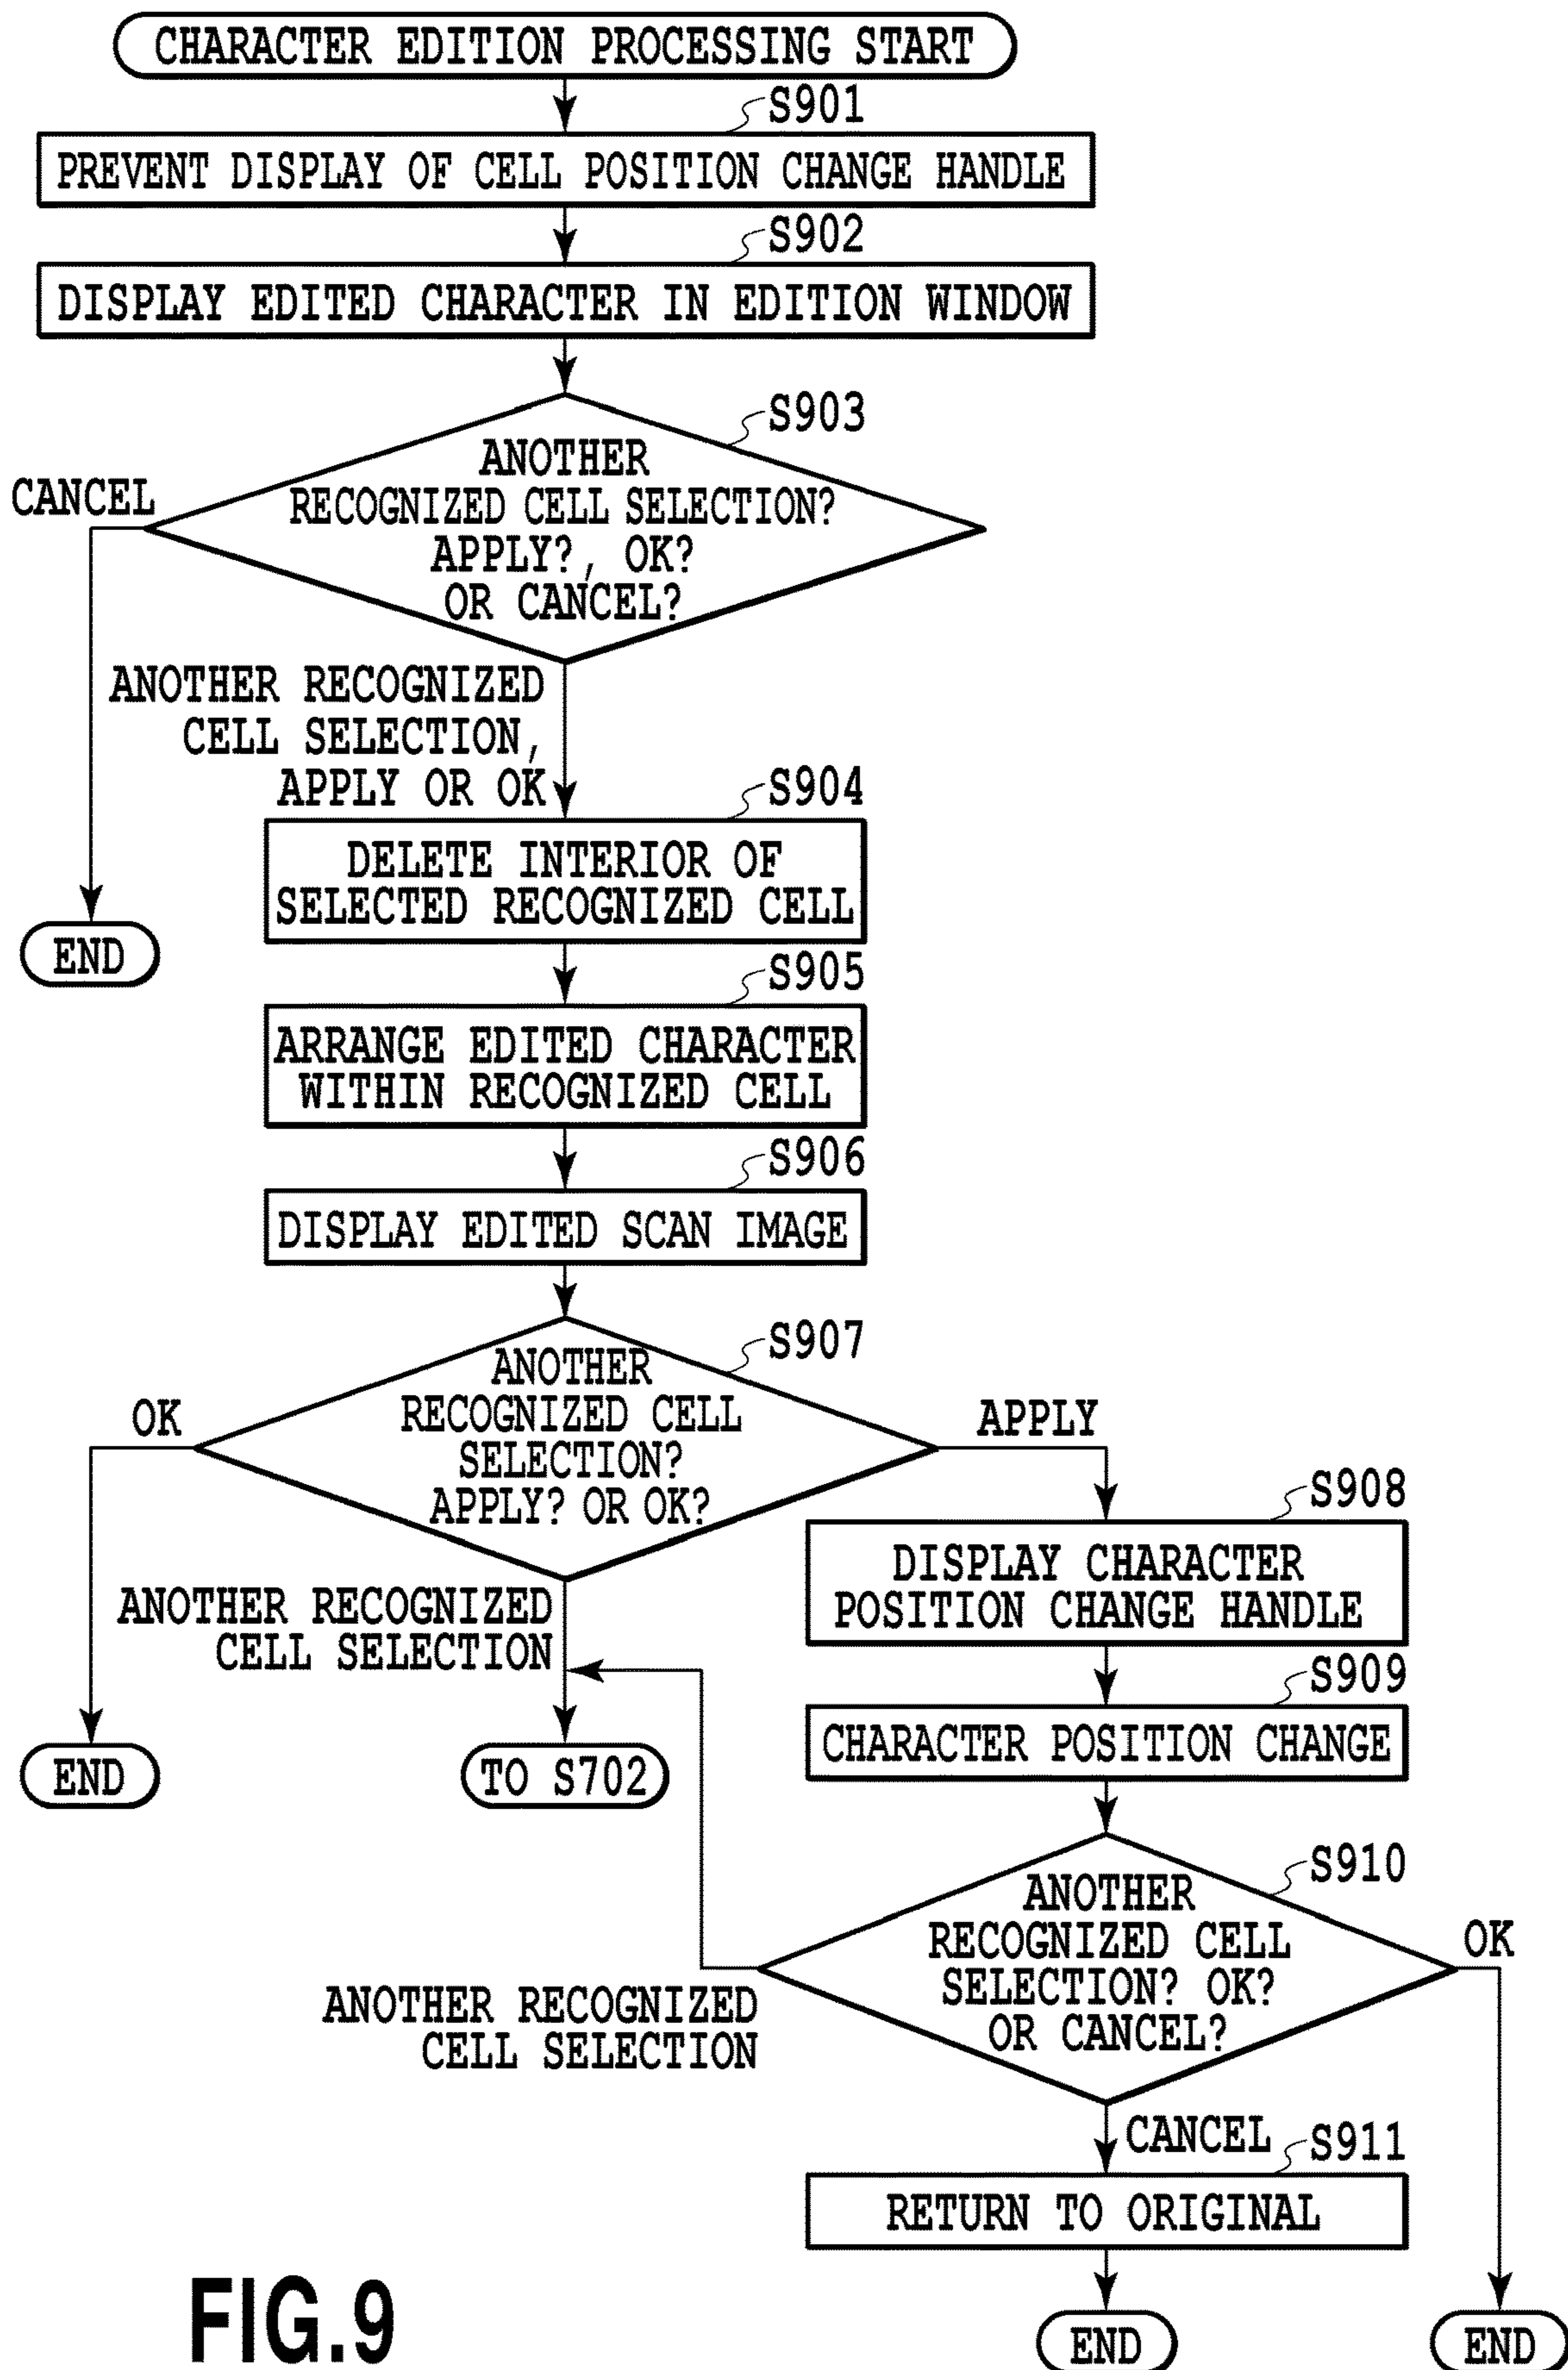 CHARACTER EDITION PROCESSING START
S901
PREVENT DISPLAY OF CELL POSITION CHANGE HANDLE
S902
DISPLAY EDITED CHARACTER IN EDITION WINDOW
S903
ANOTHER
RECOGNIZED CELL SELECTION?
APPLY?, OK?
OR CANCEL?
CANCEL
END
ANOTHER RECOGNIZED
CELL SELECTION,
APPLY OR OK
S904
DELETE INTERIOR OF
SELECTED RECOGNIZED CELL
S905
ARRANGE EDITED CHARACTER
WITHIN RECOGNIZED CELL
S906
DISPLAY EDITED SCAN IMAGE
S907
ANOTHER
RECOGNIZED CELL
SELECTION?
APPLY? OR OK?
OK
END
ANOTHER RECOGNIZED
CELL SELECTION
TO S702
APPLY
S908
DISPLAY CHARACTER
POSITION CHANGE HANDLE
S909
CHARACTER POSITION CHANGE
S910
ANOTHER
RECOGNIZED CELL
SELECTION? OK?
OR CANCEL?
ANOTHER RECOGNIZED
CELL SELECTION
OK
CANCEL
S911
RETURN TO ORIGINAL
END
END
FIG.9